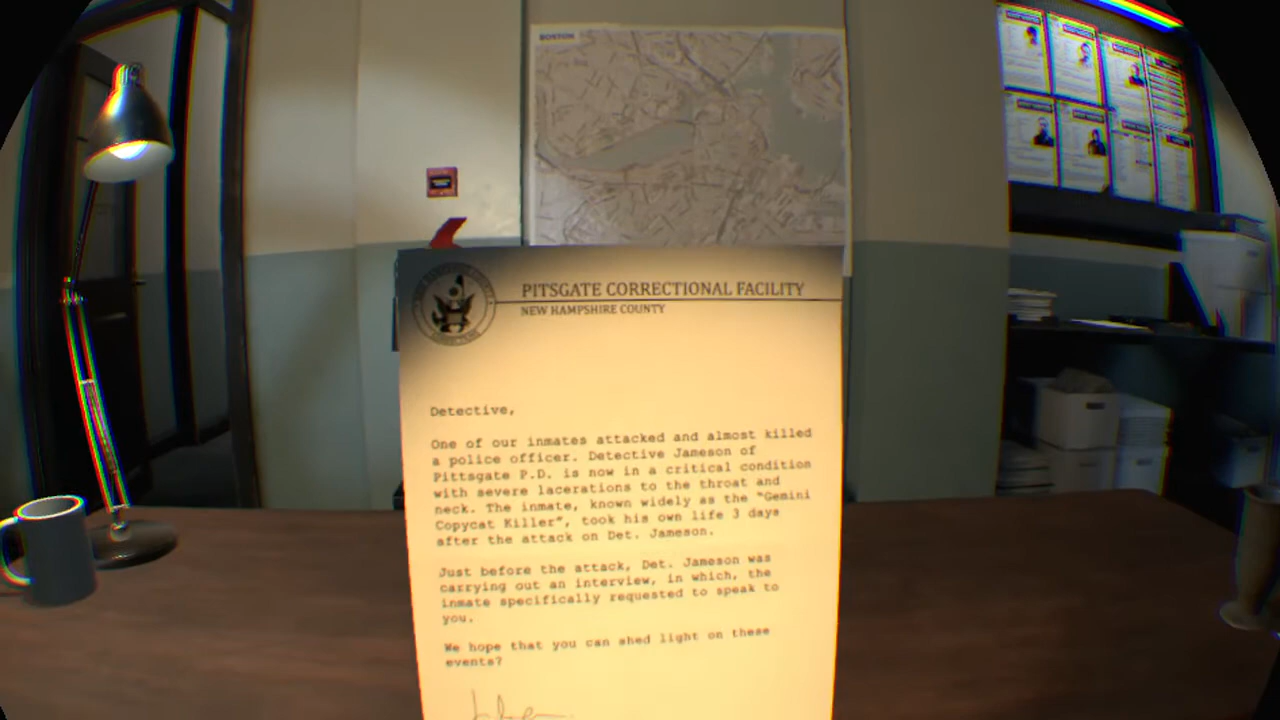 BOSTON
PITSGATE CORRECTIONAL FACILITY
NEW HAMPSHIRE COUNTY
Detective,
One of our inmates attacked and almost killed
a police officer. Detective Jameson of
Pittsgate P.D. is now in a critical condition
with severe lacerations to the throat and
neck. The inmate, known widely as the "Gemini
Copycat Killer", took his own life 3 days
after the attack on Det. Jameson.
Just before the attack, Det. Jameson was
carrying out an interview, in which, the
inmate specifically requested to speak to
you.
We hope that you can shed light on these
events?